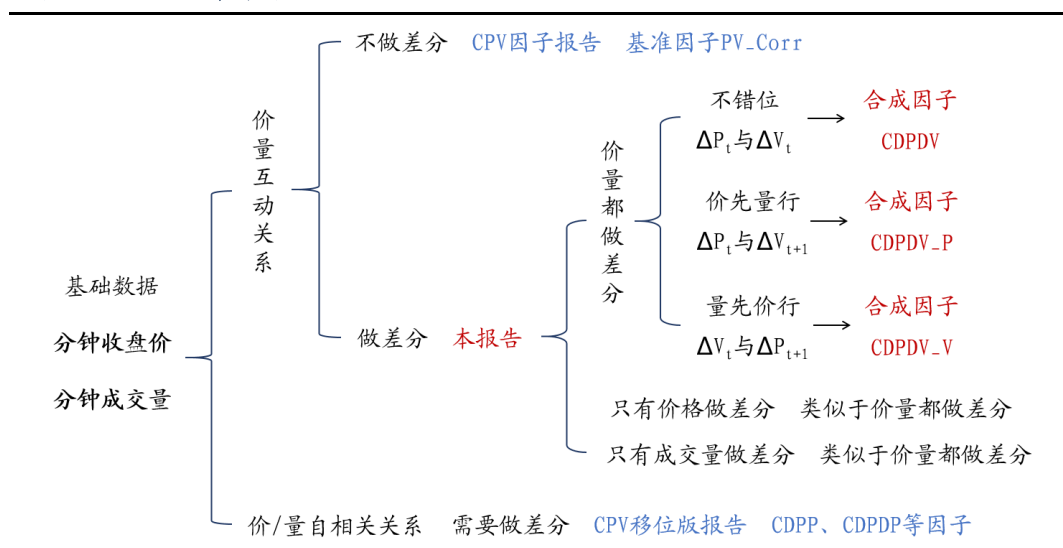 不做差分 CPV因子报告 基准因子PV_Corr
价量互动关系
不错位
ΔPt与ΔVt
合成因子
CDPDV
价量都做差分
价先量行
ΔPt与ΔVt+1
合成因子
CDPDV_P
量先价行
ΔVt与ΔPt+1
合成因子
CDPDV_V
基础数据
分钟收盘价
分钟成交量
做差分 本报告
只有价格做差分 类似于价量都做差分
只有成交量做差分 类似于价量都做差分
价/量自相关关系 需要做差分 CPV移位版报告 CDPP、CDPDP等因子